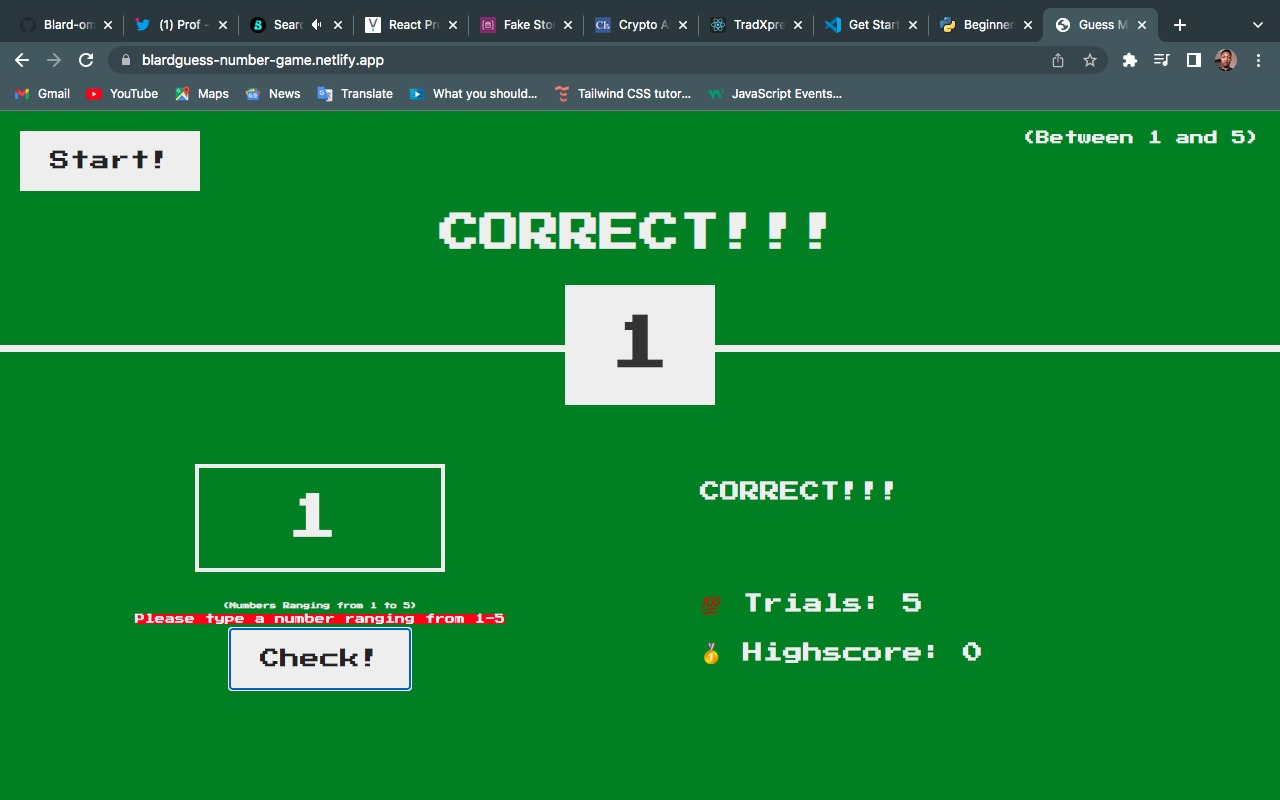 Blard-om
(1) Prof -
Sear
React Pr
Fake Sto
Crypto A
TradXpre
Get Start
Beginner
Guess M
blardguess-number-game.netlify.app
Gmail
YouTube
Maps
News
Translate
What you should...
Tailwind CSS tutor...
JavaScript Events...
Start!
(Between 1 and 5)
CORRECT!!!
1
1
(Numbers Ranging from 1 to 5)
Please type a number ranging from 1-5
Check!
CORRECT!!!
💯 Trials: 5
🥇 Highscore: 0